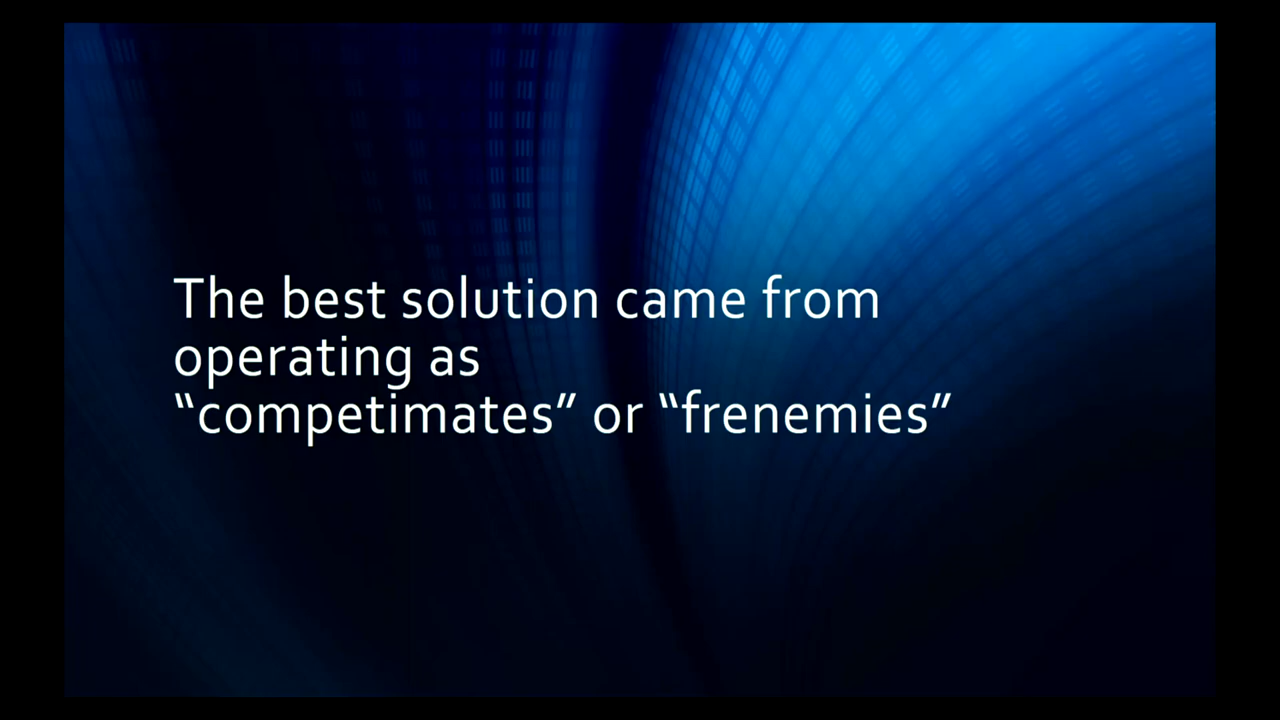 The best solution came from
operating as
“competimates” or “frenemies”